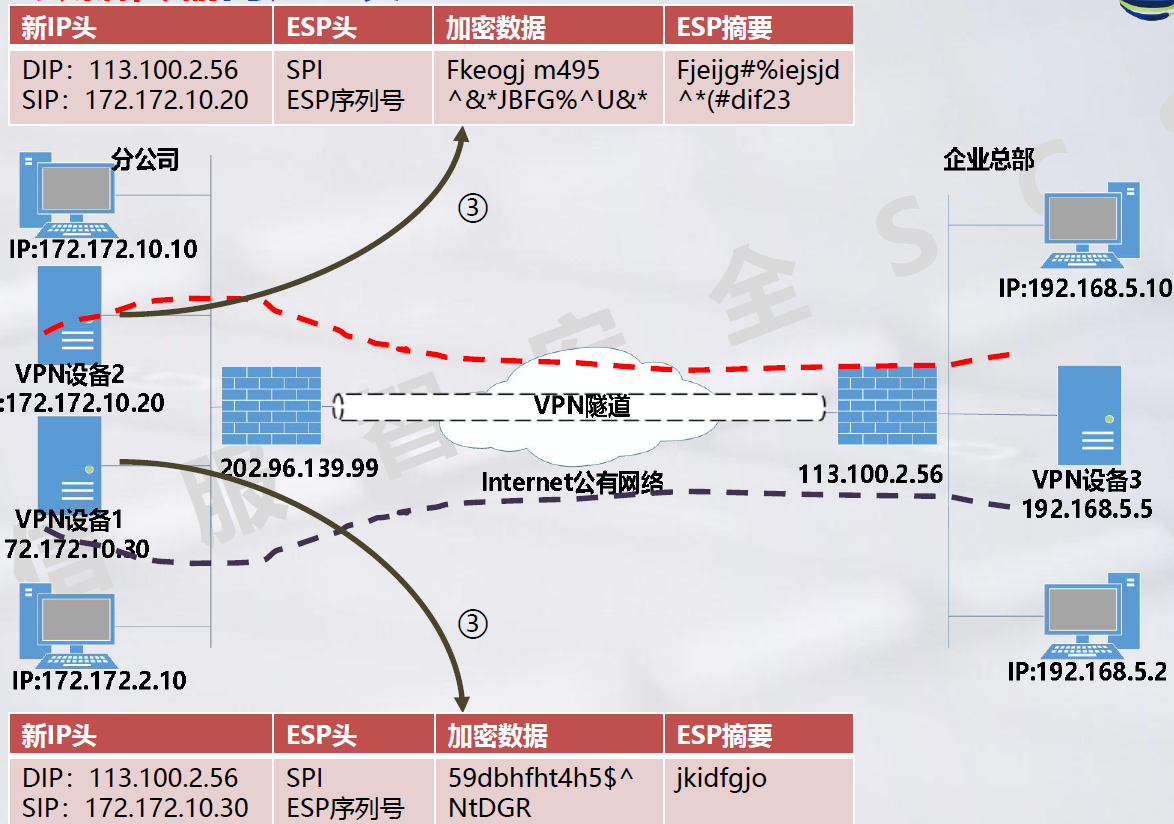 新IP头 ESP头 加密数据 ESP摘要
DIP：113.100.2.56 SPI Fkeogj m495 Fjeijg#%iejsjd
SIP：172.172.10.20 ESP序列号 ^&*JBFG%^U&* ^*(#dif23
分公司
企业总部
③
IP:172.172.10.10
IP:192.168.5.10
VPN设备2
:172.172.10.20
VPN隧道
202.96.139.99
Internet公有网络
113.100.2.56
VPN设备3
192.168.5.5
VPN设备1
72.172.10.30
③
IP:172.172.2.10
IP:192.168.5.2
新IP头 ESP头 加密数据 ESP摘要
DIP：113.100.2.56 SPI 59dbhfht4h5$^ jkidfgjo
SIP：172.172.10.30 ESP序列号 NtDGR
信服智安全SC